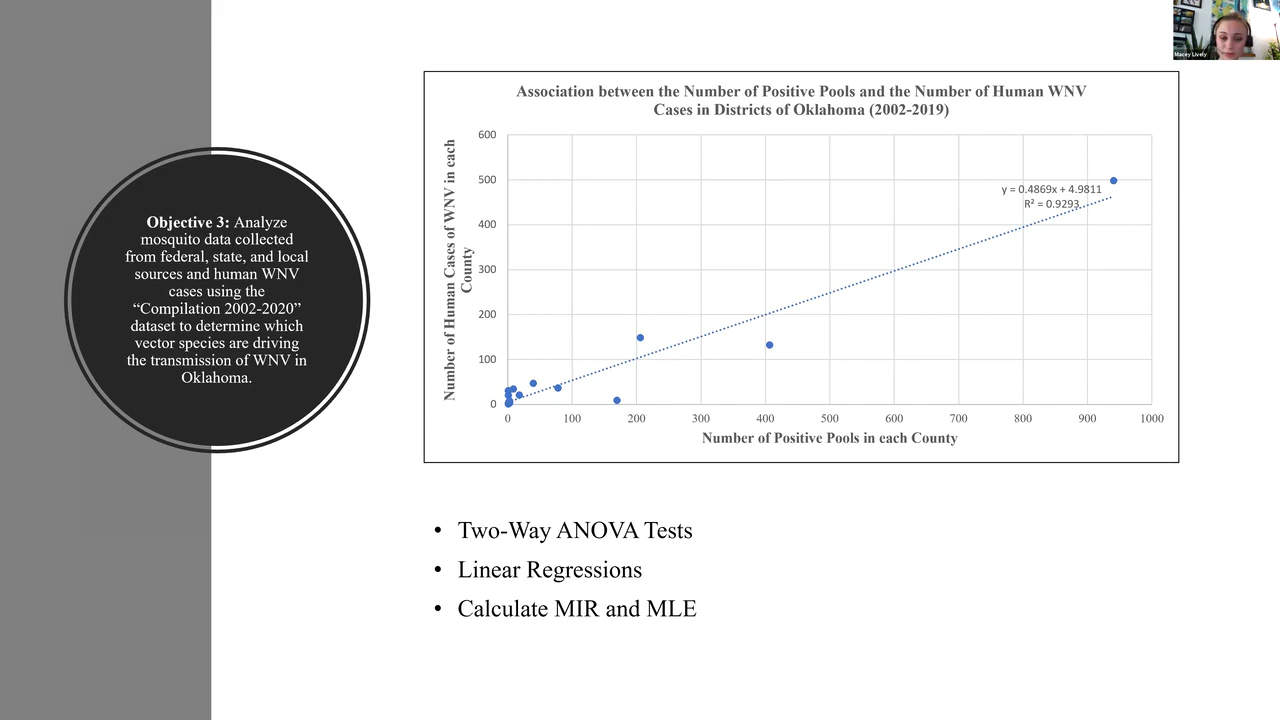 Macey Lively
Objective 3: Analyze
mosquito data collected
from federal, state, and local
sources and human WNV
cases using the
“Compilation 2002-2020”
dataset to determine which
vector species are driving
the transmission of WNV in
Oklahoma.
Association between the Number of Positive Pools and the Number of Human WNV
Cases in Districts of Oklahoma (2002-2019)
Number of Human Cases of WNV in each
County
600
500
400
300
200
100
0
y = 0.4869x + 4.9811
R² = 0.9293
0 100 200 300 400 500 600 700 800 900 1000
Number of Positive Pools in each County
• Two-Way ANOVA Tests
• Linear Regressions
• Calculate MIR and MLE